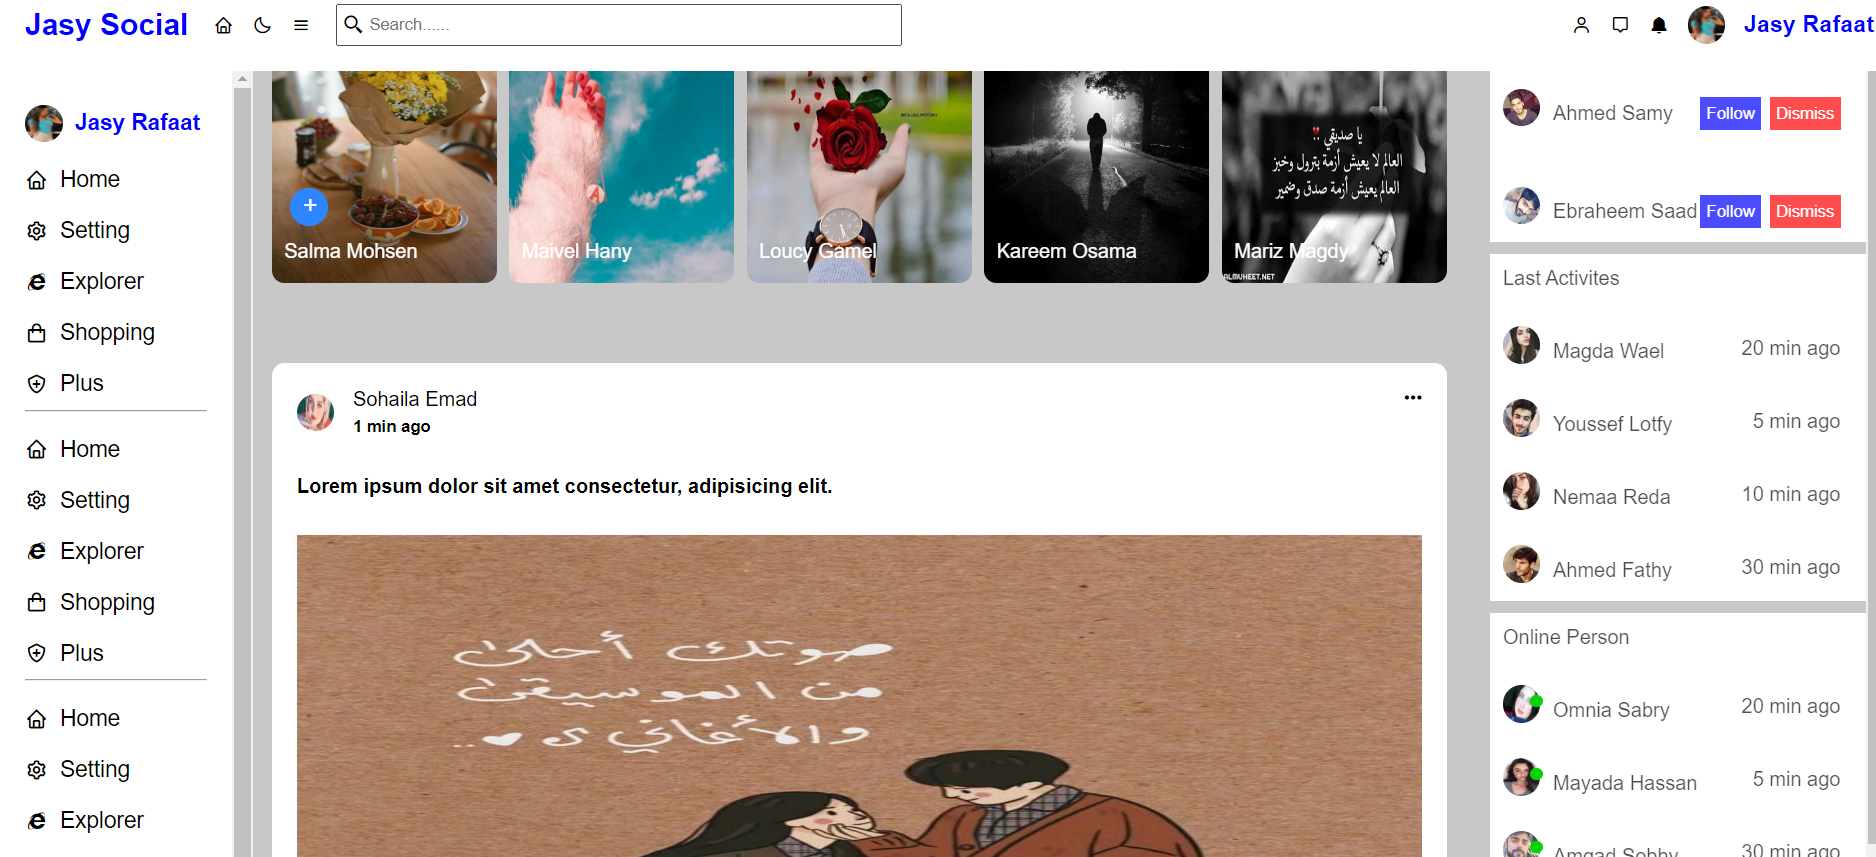 Jasy Social
Search......
Jasy Rafaat
Jasy Rafaat
Home
Setting
Explorer
Shopping
Plus
Home
Setting
Explorer
Shopping
Plus
Home
Setting
Explorer
+
Salma Mohsen
Maivel Hany
Loucy Gamel
Kareem Osama
يا صديقي !!
العالم لا يعيش أزمة بترول وخبز
العالم يعيش أزمة صدق وضمير
Mariz Magdy
ALMUHEET.NET
Sohaila Emad
1 min ago
Lorem ipsum dolor sit amet consectetur, adipisicing elit.
صوتك أحلى
من الموسيقى
والأغاني ك ♥..
Ahmed Samy Follow Dismiss
Ebraheem Saad Follow Dismiss
Last Activites
Magda Wael 20 min ago
Youssef Lotfy 5 min ago
Nemaa Reda 10 min ago
Ahmed Fathy 30 min ago
Online Person
Omnia Sabry 20 min ago
Mayada Hassan 5 min ago
Amgad Sobhy 30 min ago